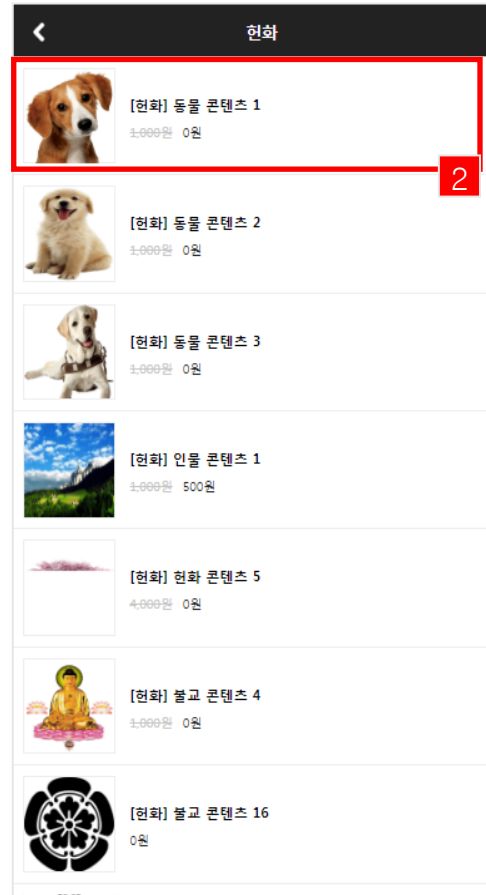 헌화
[헌화] 동물 콘텐츠 1
1,000원 0원
2
[헌화] 동물 콘텐츠 2
1,000원 0원
[헌화] 동물 콘텐츠 3
1,000원 0원
[헌화] 인물 콘텐츠 1
1,000원 500원
[헌화] 헌화 콘텐츠 5
4,000원 0원
[헌화] 불교 콘텐츠 4
1,000원 0원
[헌화] 불교 콘텐츠 16
0원